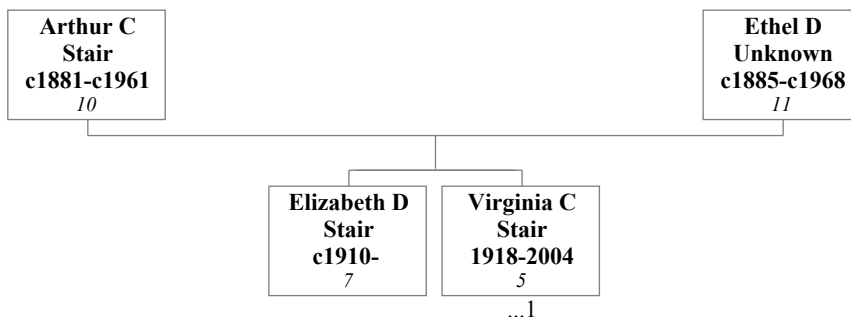 Arthur C
Stair
c1881-c1961
10
Ethel D
Unknown
c1885-c1968
11
Elizabeth D
Stair
c1910-
7
Virginia C
Stair
1918-2004
5
...1